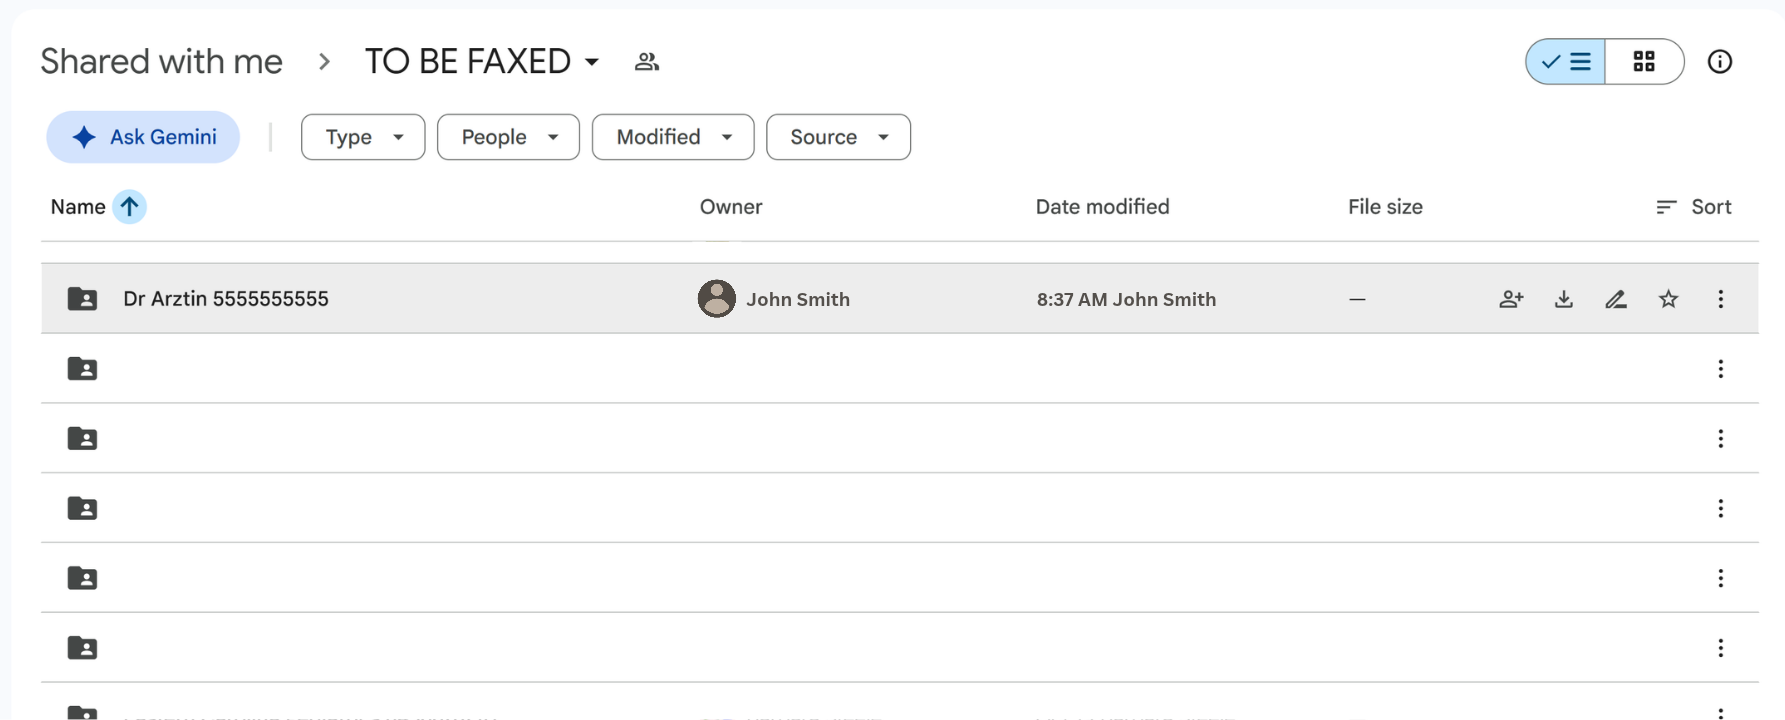 Shared with me > TO BE FAXED
Ask Gemini Type People Modified Source
Name Owner Date modified File size Sort
Dr Arztin 5555555555 John Smith 8:37 AM John Smith —